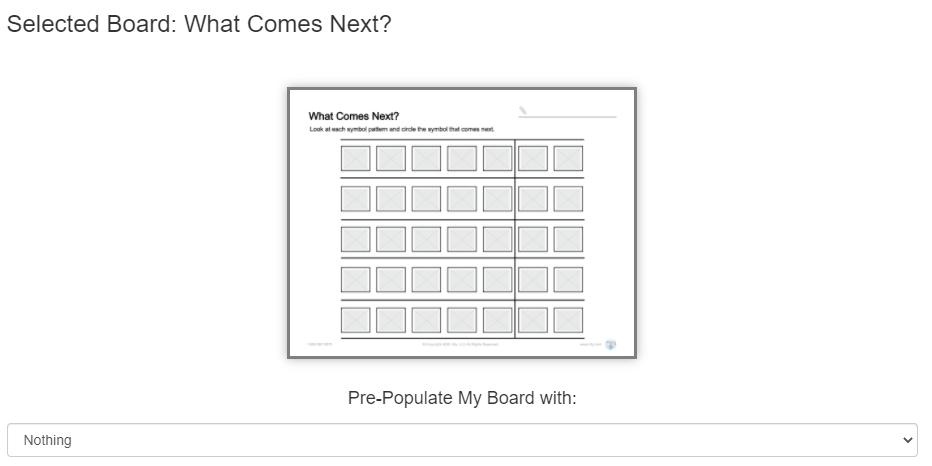 Selected Board: What Comes Next?
What Comes Next?
Look at each symbol pattern and circle the symbol that comes next.
Pre-Populate My Board with:
Nothing